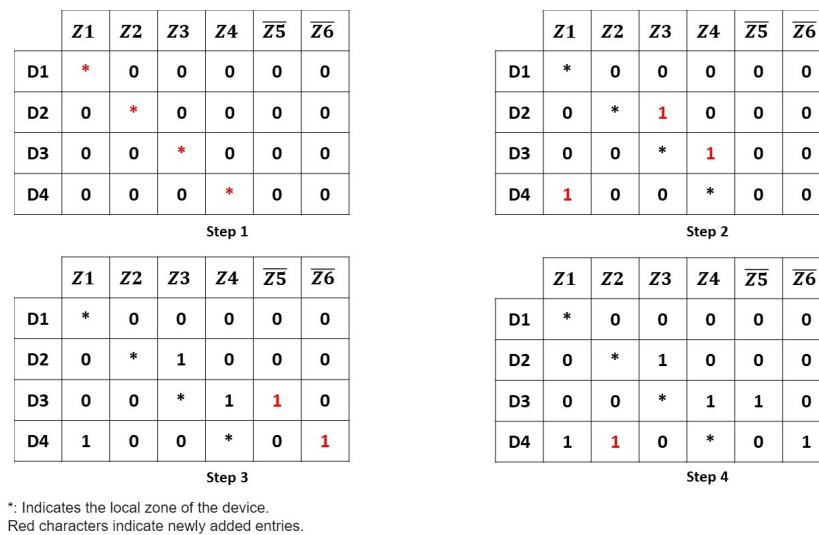 Z1 Z2 Z3 Z4 Z5 Z6
D1 * 0 0 0 0 0
D2 0 * 0 0 0 0
D3 0 0 * 0 0 0
D4 0 0 0 * 0 0
Step 1
Z1 Z2 Z3 Z4 Z5 Z6
D1 * 0 0 0 0 0
D2 0 * 1 0 0 0
D3 0 0 * 1 0 0
D4 1 0 0 * 0 0
Step 2
Z1 Z2 Z3 Z4 Z5 Z6
D1 * 0 0 0 0 0
D2 0 * 1 0 0 0
D3 0 0 * 1 1 0
D4 1 0 0 * 0 1
Step 3
Z1 Z2 Z3 Z4 Z5 Z6
D1 * 0 0 0 0 0
D2 0 * 1 0 0 0
D3 0 0 * 1 1 0
D4 1 1 0 * 0 1
Step 4
*: Indicates the local zone of the device.
Red characters indicate newly added entries.